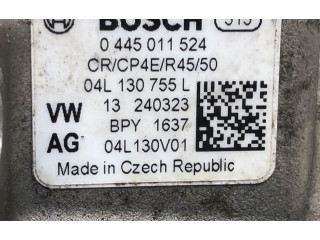 BOSCH 519
0 445 011 524
CR/CP4E/R45/50
04L 130 755 L
VW 13 240323
BPY 1637
AG 04L130V01
Made in Czech Republic